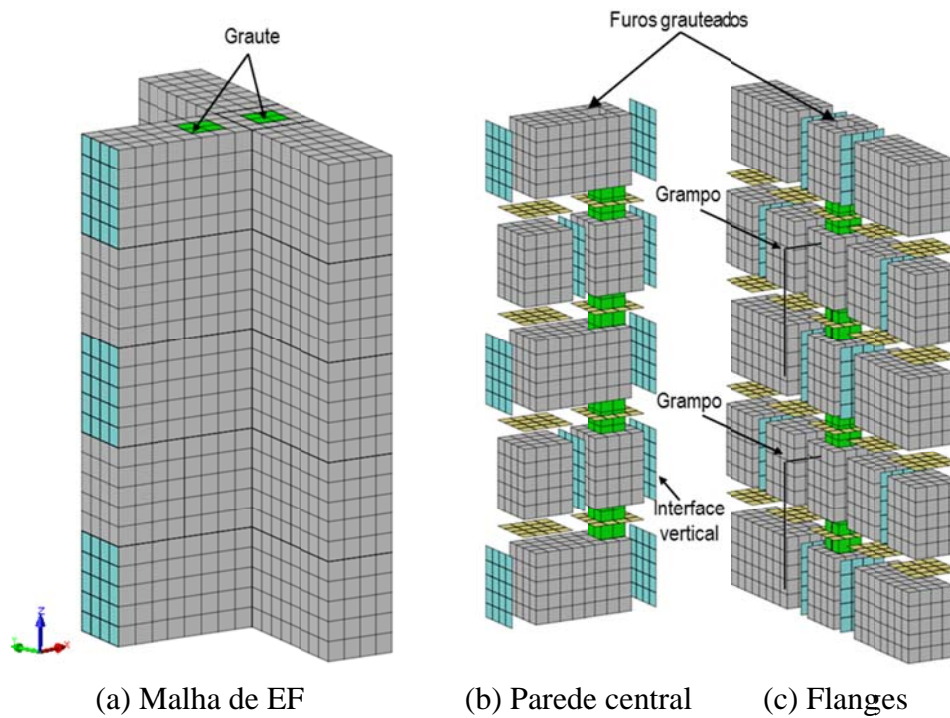 Graute
Furos grauteados
Grampo
Grampo
Interface
vertical
Z
Y
X
(a) Malha de EF
(b) Parede central
(c) Flanges